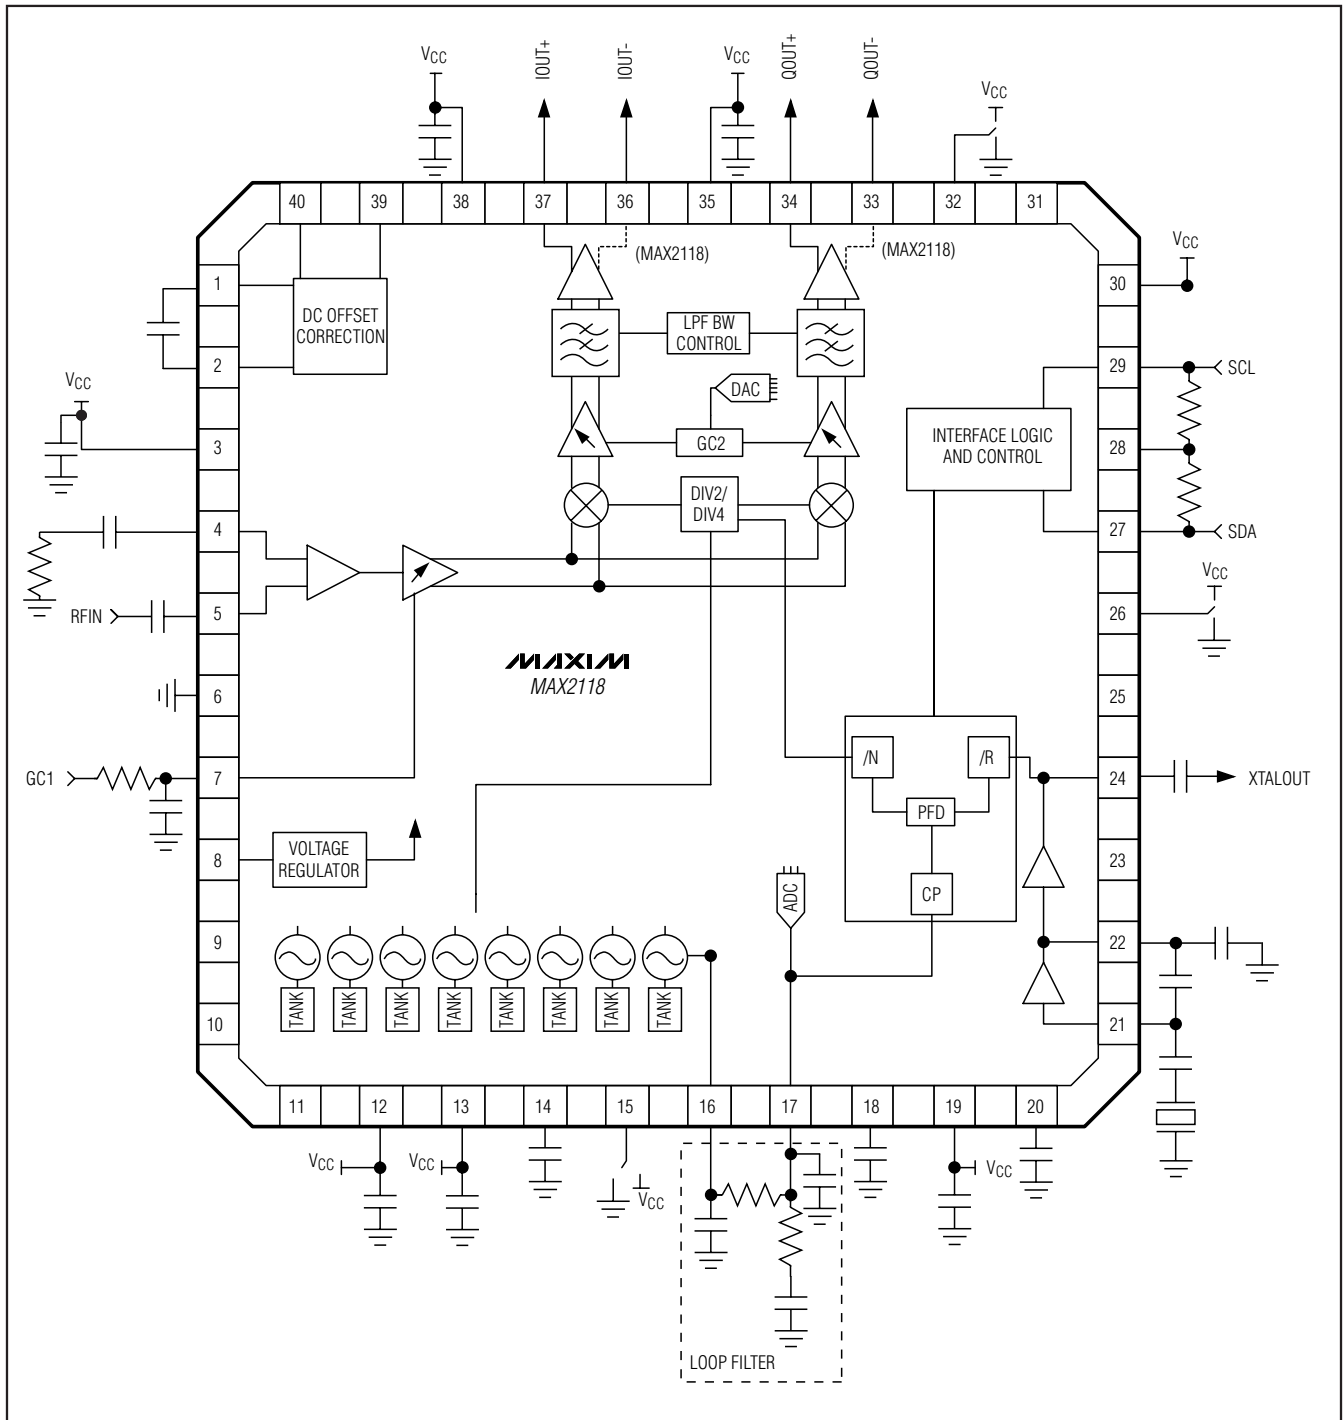 VCC
IOUT+
IOUT-
VCC
QOUT+
QOUT-
VCC
40
39
38
37
36
35
34
33
32
31
(MAX2118)
(MAX2118)
VCC
1
DC OFFSET
CORRECTION
30
LPF BW
CONTROL
2
29
SCL
VCC
DAC
3
GC2
INTERFACE LOGIC
AND CONTROL
28
DIV2/
DIV4
4
27
SDA
VCC
RFIN
5
26
MAXIM
MAX2118
6
25
GC1
7
/N
/R
24
XTALOUT
PFD
8
VOLTAGE
REGULATOR
23
ADC
CP
9
22
10
TANK
TANK
TANK
TANK
TANK
TANK
TANK
TANK
21
11
12
13
14
15
16
17
18
19
20
VCC
VCC
VCC
VCC
LOOP FILTER